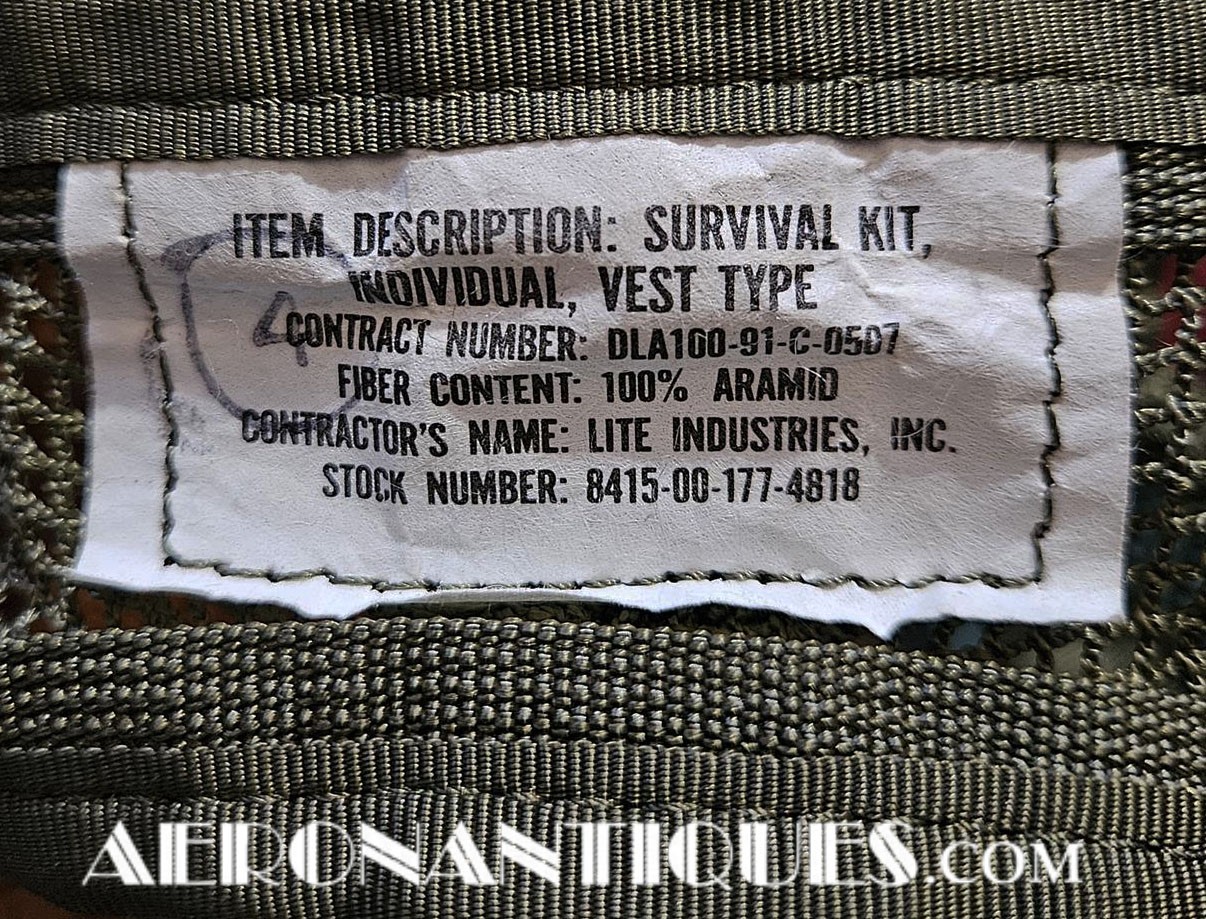 ITEM DESCRIPTION: SURVIVAL KIT,
INDIVIDUAL, VEST TYPE
4
CONTRACT NUMBER: DLA100-91-C-0507
FIBER CONTENT: 100% ARAMID
CONTRACTOR'S NAME: LITE INDUSTRIES, INC.
STOCK NUMBER: 8415-00-177-4818
AERONANTIQUES.COM